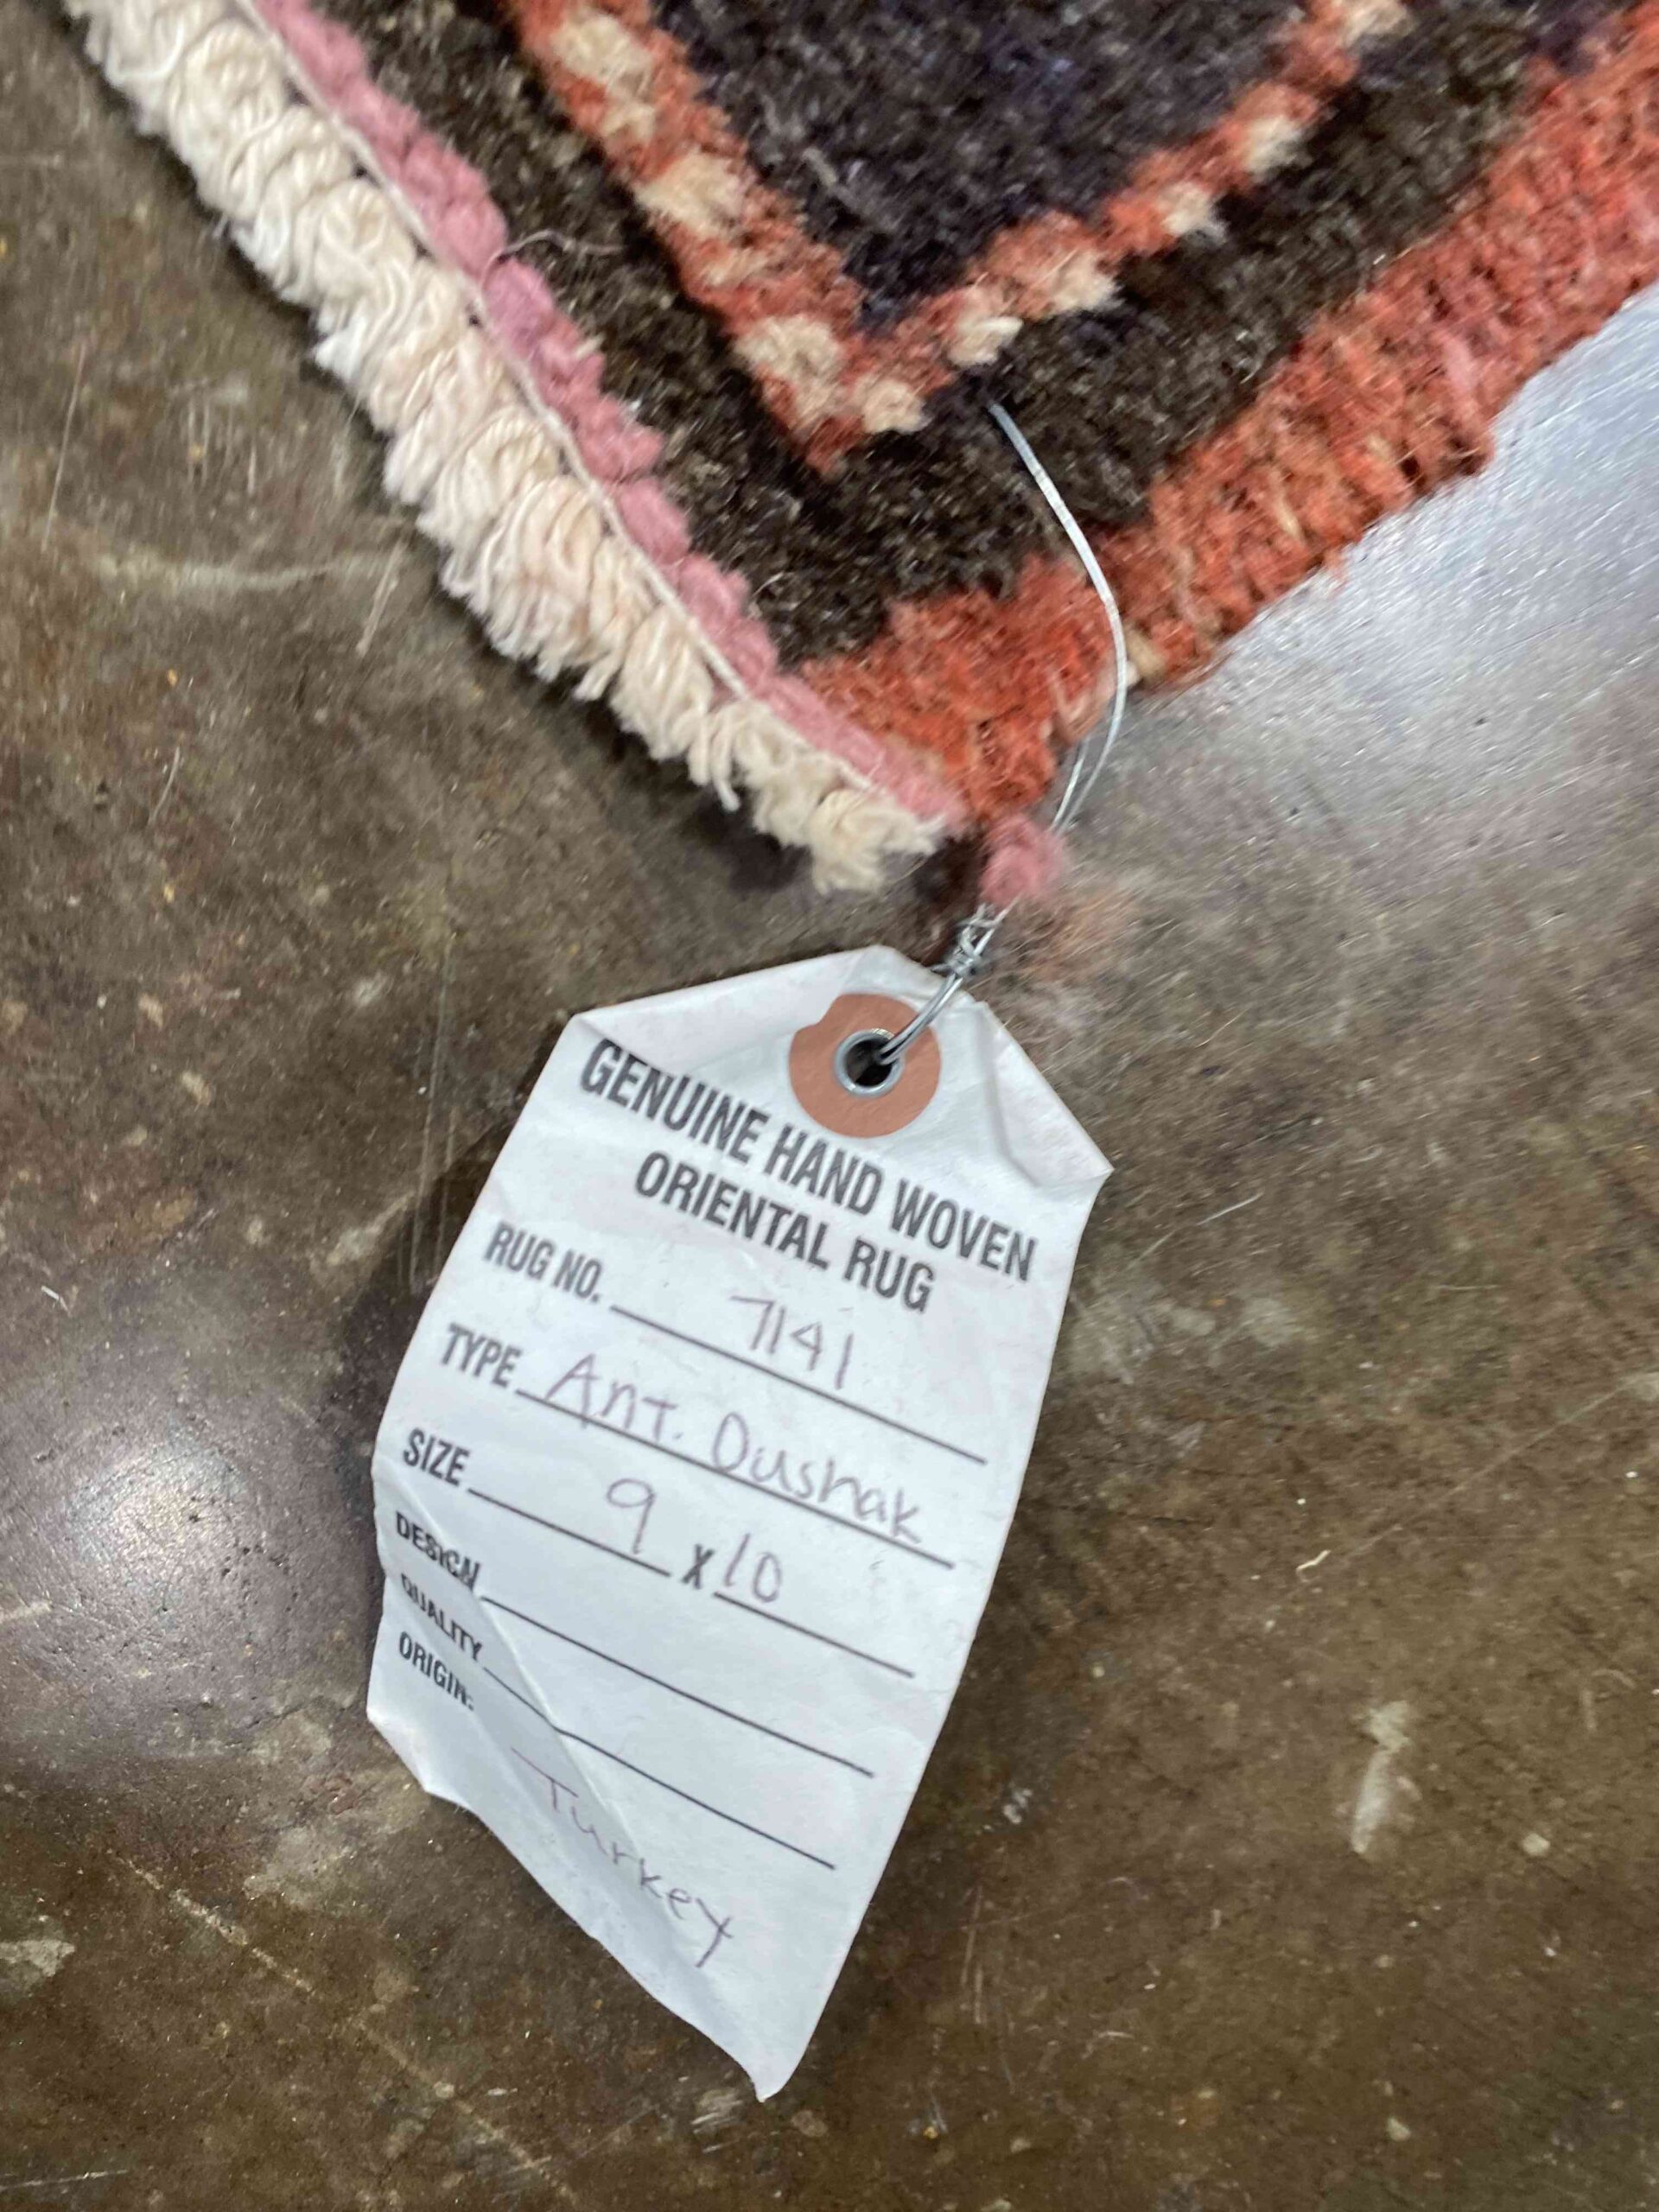 GENUINE HAND WOVEN
ORIENTAL RUG
RUG NO. 7141
TYPE Ant. Oushak
SIZE 9 X 10
DESIGN
QUALITY
ORIGIN:
Turkey